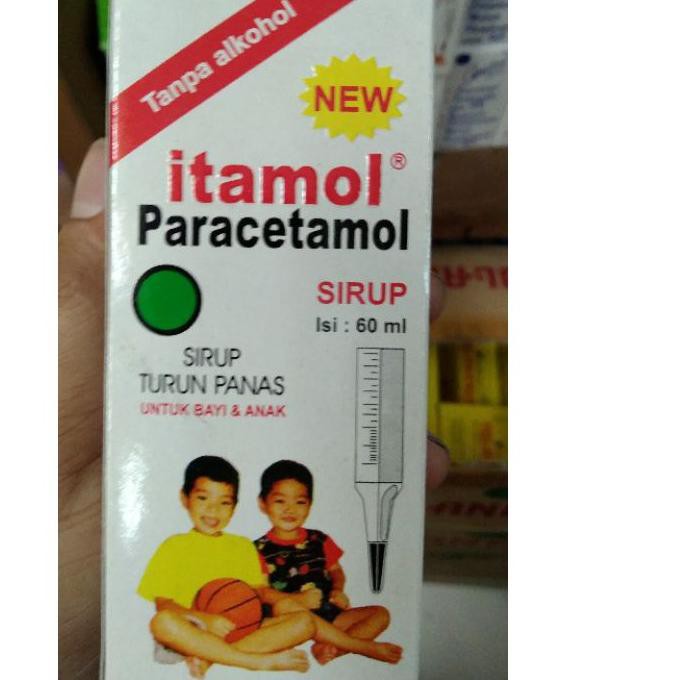 Tanpa alkohol
NEW
itamol®
Paracetamol
SIRUP
Isi : 60 ml
SIRUP
TURUN PANAS
UNTUK BAYI & ANAK